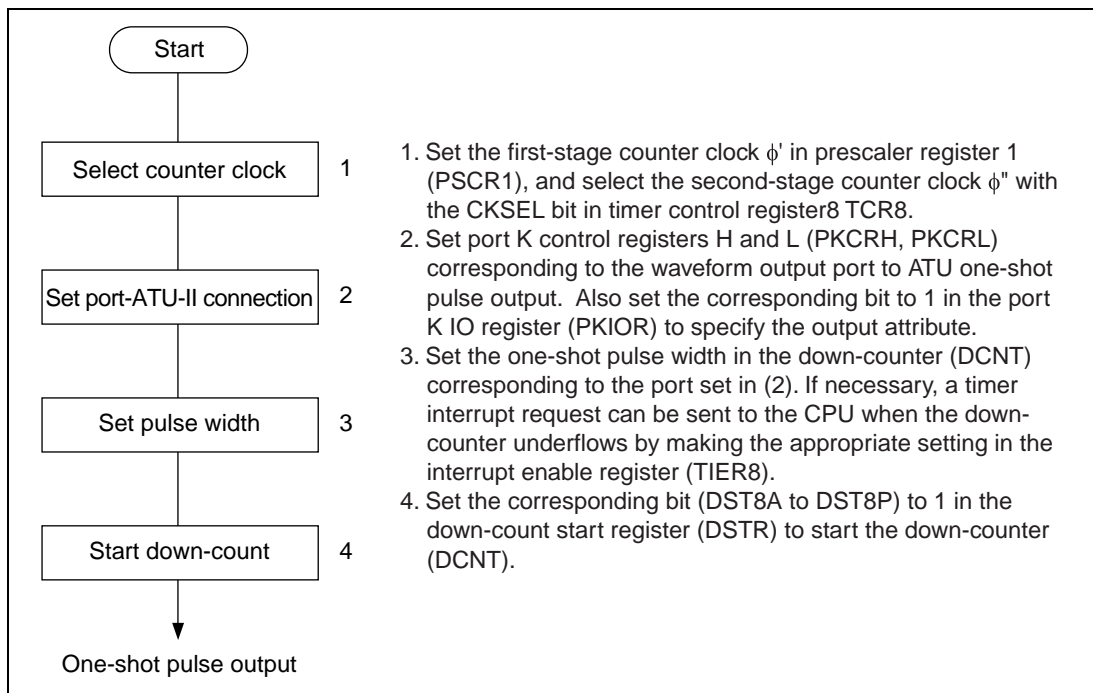 Start
Select counter clock
1
Set port-ATU-II connection
2
Set pulse width
3
Start down-count
4
One-shot pulse output
1. Set the first-stage counter clock ϕ' in prescaler register 1
(PSCR1), and select the second-stage counter clock ϕ" with
the CKSEL bit in timer control register8 TCR8.
2. Set port K control registers H and L (PKCRH, PKCRL)
corresponding to the waveform output port to ATU one-shot
pulse output.  Also set the corresponding bit to 1 in the port
K IO register (PKIOR) to specify the output attribute.
3. Set the one-shot pulse width in the down-counter (DCNT)
corresponding to the port set in (2). If necessary, a timer
interrupt request can be sent to the CPU when the down-
counter underflows by making the appropriate setting in the
interrupt enable register (TIER8).
4. Set the corresponding bit (DST8A to DST8P) to 1 in the
down-count start register (DSTR) to start the down-counter
(DCNT).